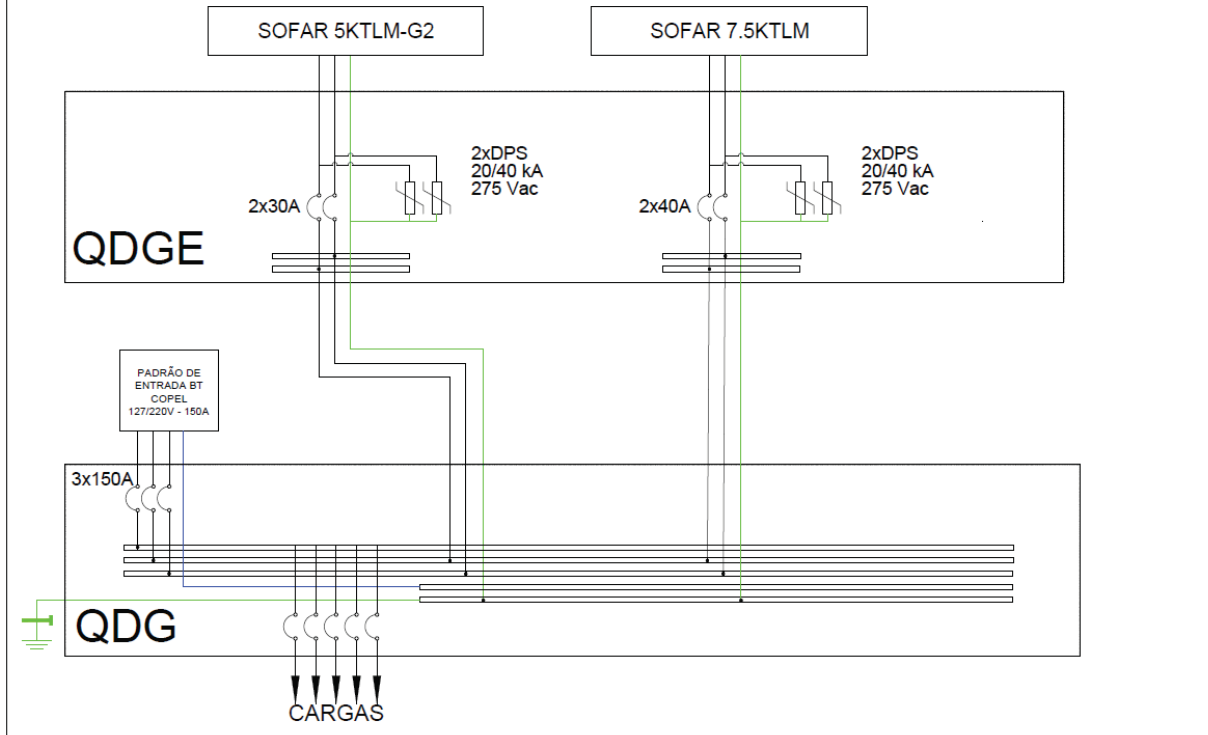 SOFAR 5KTLM-G2
SOFAR 7.5KTLM
2xDPS
20/40 kA
275 Vac
2xDPS
20/40 kA
275 Vac
2x30A
2x40A
QDGE
PADRÃO DE
ENTRADA BT
COPEL
127/220V - 150A
3x150A
QDG
CARGAS